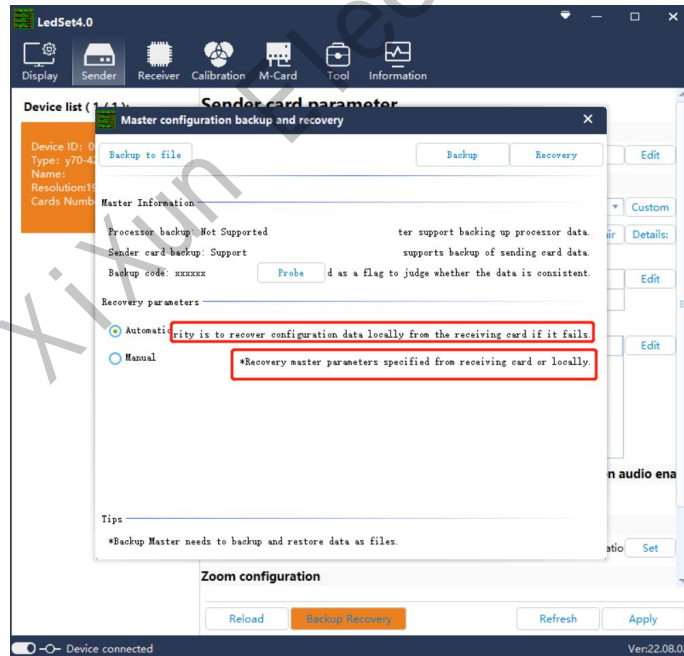 LedSet4.0
Display Sender Receiver Calibration M-Card Tool Information
Device list ( 1 / 1 ):
Sender card parameter
Master configuration backup and recovery
Device ID: 0
Type: y70-42
Name:
Resolution:19
Cards Numb
Backup to file Backup Recovery
Edit
Master Information
Custom
Processor backup: Not Supported ter support backing up processor data.
ir Details:
Sender card backup: Support supports backup of sending card data.
Backup code: xxxxxx Probe d as a flag to judge whether the data is consistent.
Edit
Recovery parameters
Automatic rity is to recover configuration data locally from the receiving card if it fails.
Edit
Manual *Recovery master parameters specified from receiving card or locally.
n audio ena
Tips
*Backup Master needs to backup and restore data as files.
atio Set
Zoom configuration
Reload Backup Recovery Refresh Apply
Device connected Ver:22.08.0
XiXun Elec